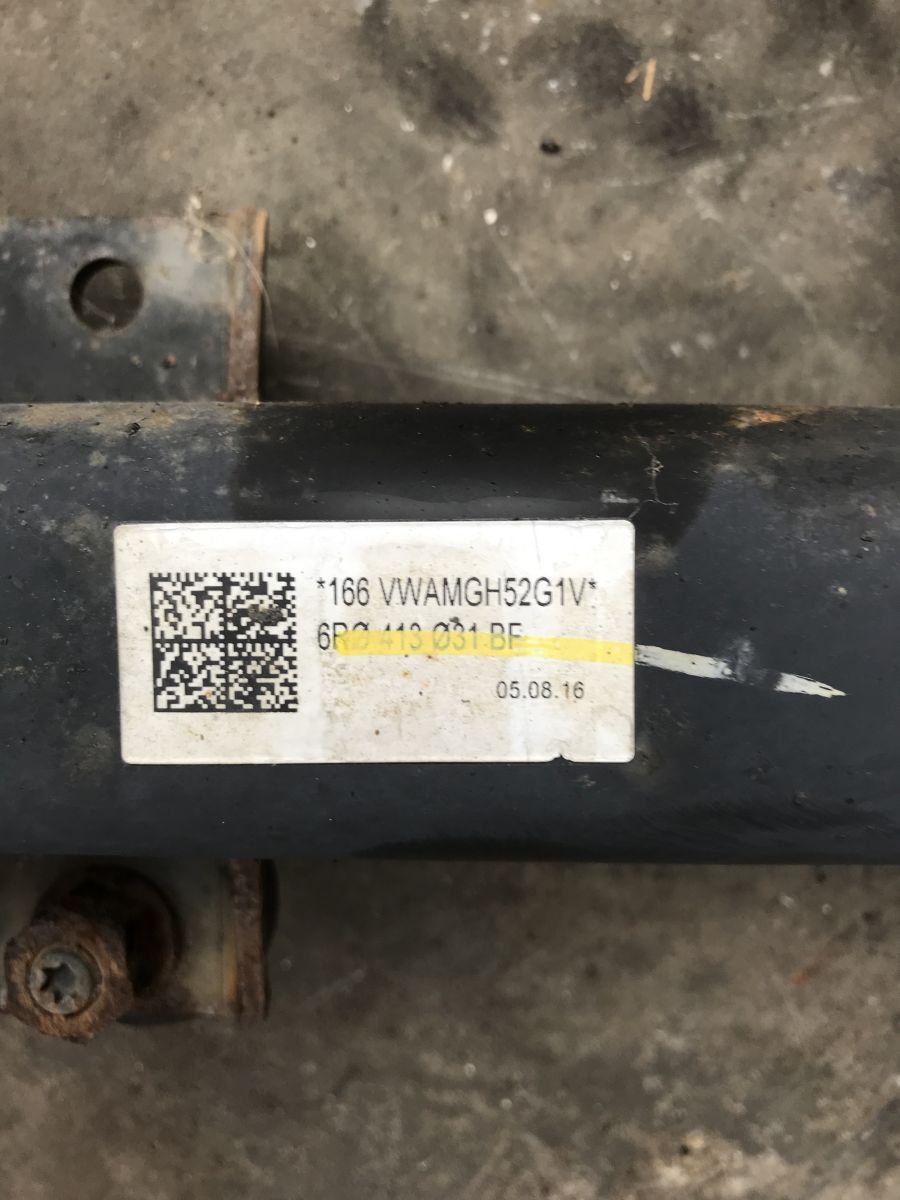 *166 VWAMGH52G1V*
6RØ 413 Ø31 BF
05.08.16